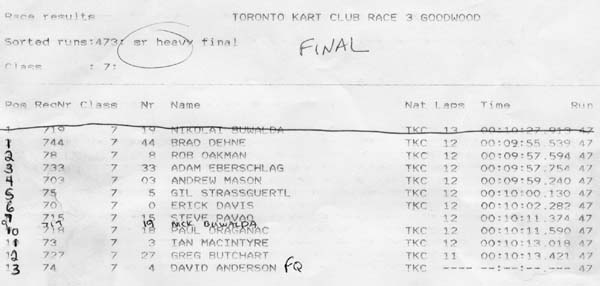 Race results TORONTO KART CLUB RACE 3 GOODWOOD
Sorted runs:473: sr heavy final FINAL
Class : 7:
Pos RegNr Class Nr Name Nat Laps Time Run
1 719 7 19 NIKOLAI BUWALDA TKC 13 00:10:27.919 47
1 744 7 44 BRAD DEHNE TKC 12 00:09:55.539 47
2 78 7 8 ROB OAKMAN TKC 12 00:09:57.594 47
3 733 7 33 ADAM EBERSCHLAG TKC 12 00:09:57.754 47
4 703 7 03 ANDREW MASON TKC 12 00:09:59.240 47
5 75 7 5 GIL STRASSGUERTL TKC 12 00:10:00.130 47
6 70 7 0 ERICK DAVIS TKC 12 00:10:02.282 47
7 715 7 15 STEVE PAVAO 12 00:10:11.374 47
9 719 19 NICK BUWALDA
10 718 7 18 PAUL DRAGANAC TKC 12 00:10:11.590 47
11 73 7 3 IAN MACINTYRE TKC 12 00:10:13.018 47
12 727 7 27 GREG BUTCHART TKC 11 00:10:13.421 47
13 74 7 4 DAVID ANDERSON FQ TKC ---- --:--:--.--- 47